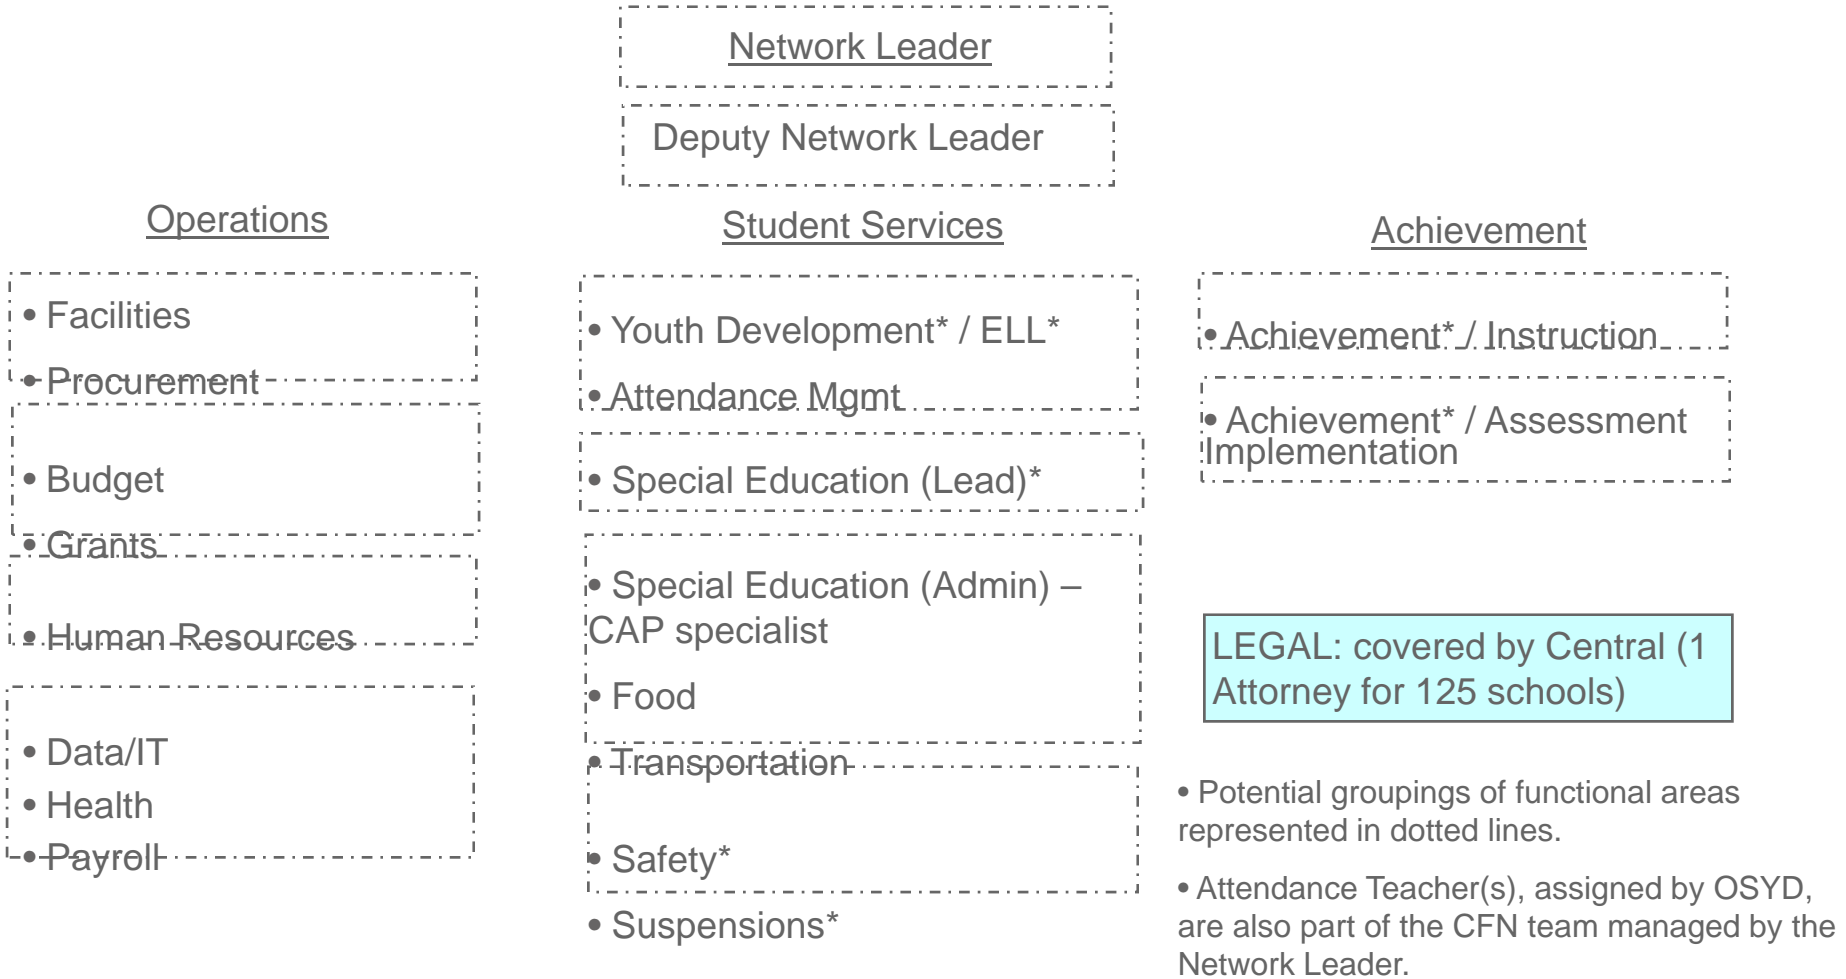 Network Leader
Deputy Network Leader
Operations
• Facilities
• Procurement
• Budget
• Grants
• Human Resources
• Data/IT
• Health
• Payroll
Student Services
• Youth Development* / ELL*
• Attendance Mgmt
• Special Education (Lead)*
• Special Education (Admin) –
CAP specialist
• Food
• Transportation
• Safety*
• Suspensions*
Achievement
• Achievement* / Instruction
• Achievement* / Assessment
Implementation
LEGAL: covered by Central (1
Attorney for 125 schools)
• Potential groupings of functional areas
represented in dotted lines.
• Attendance Teacher(s), assigned by OSYD,
are also part of the CFN team managed by the
Network Leader.